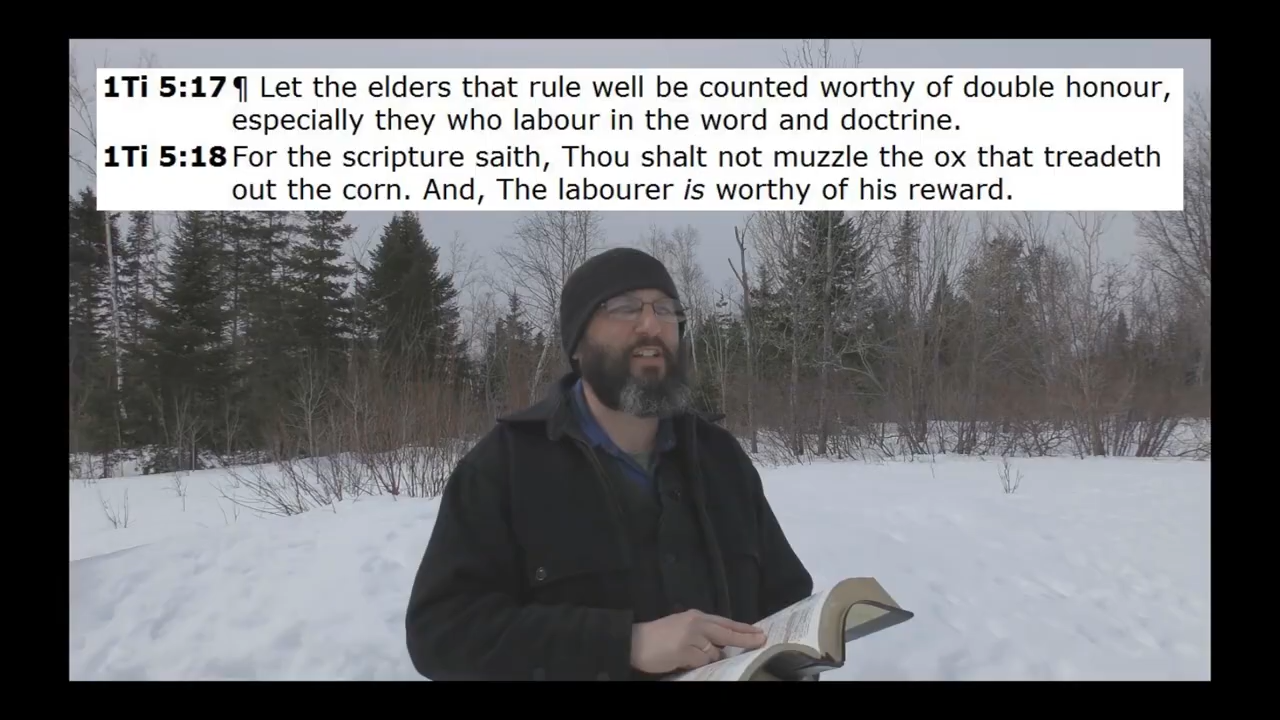 1Ti 5:17 ¶ Let the elders that rule well be counted worthy of double honour,
especially they who labour in the word and doctrine.
1Ti 5:18 For the scripture saith, Thou shalt not muzzle the ox that treadeth
out the corn. And, The labourer is worthy of his reward.